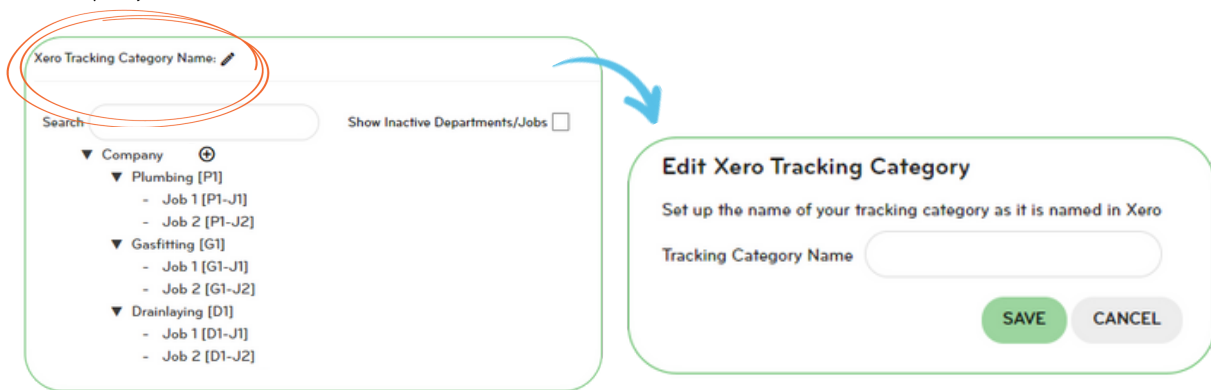 Xero Tracking Category Name:
Search
Show Inactive Departments/Jobs
Company
Plumbing [P1]
- Job 1 [P1-J1]
- Job 2 [P1-J2]
Gasfitting [G1]
- Job 1 [G1-J1]
- Job 2 [G1-J2]
Drainlaying [D1]
- Job 1 [D1-J1]
- Job 2 [D1-J2]
Edit Xero Tracking Category
Set up the name of your tracking category as it is named in Xero
Tracking Category Name
SAVE CANCEL